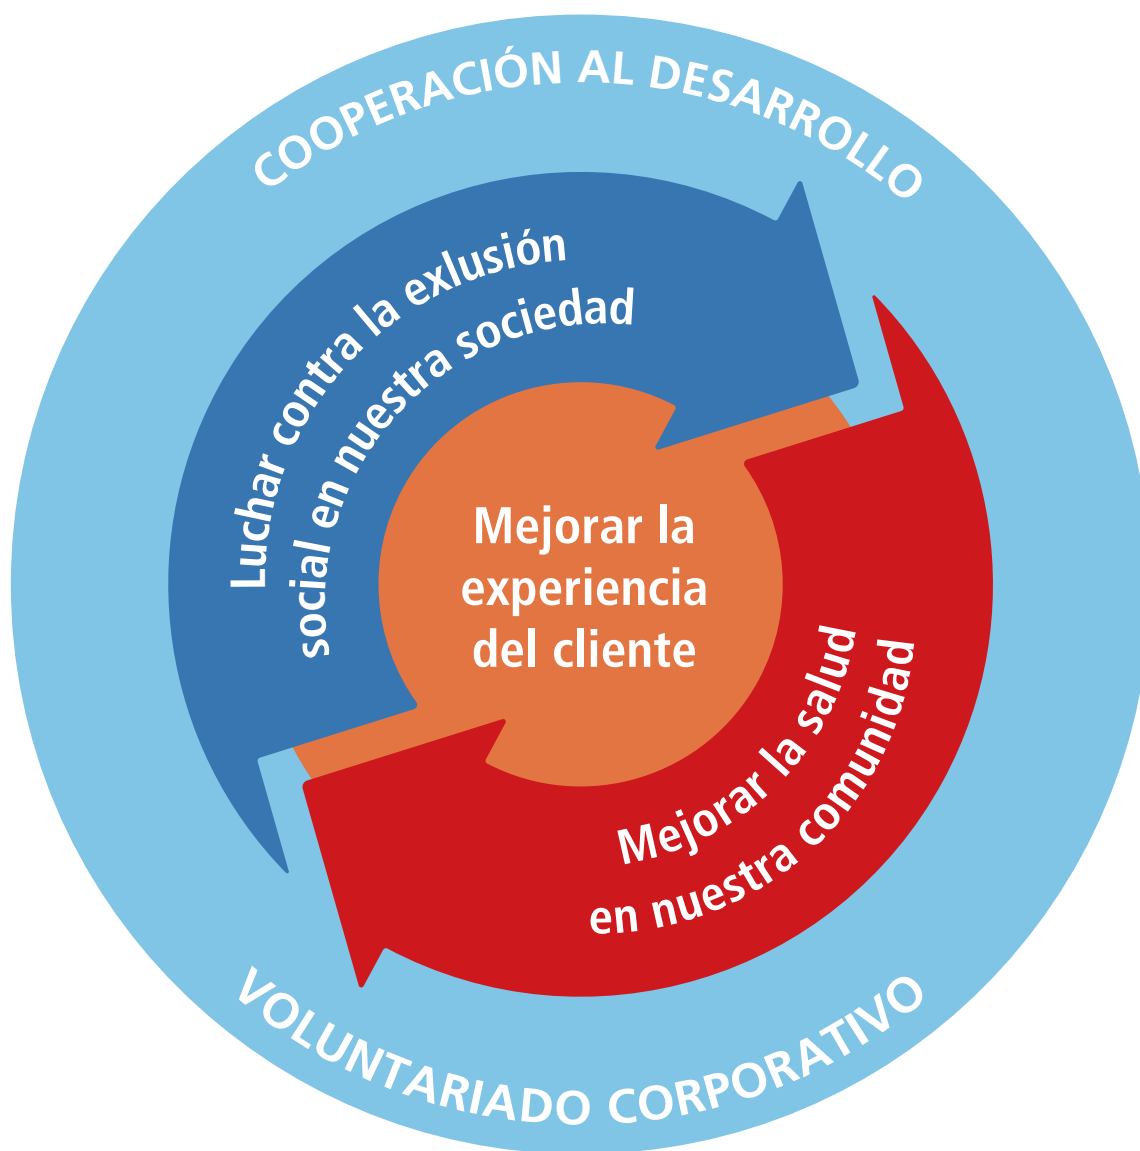 COOPERACIÓN AL DESARROLLO
Luchar contra la exlusión
social en nuestra sociedad
Mejorar la
experiencia
del cliente
Mejorar la salud
en nuestra comunidad
VOLUNTARIADO CORPORATIVO